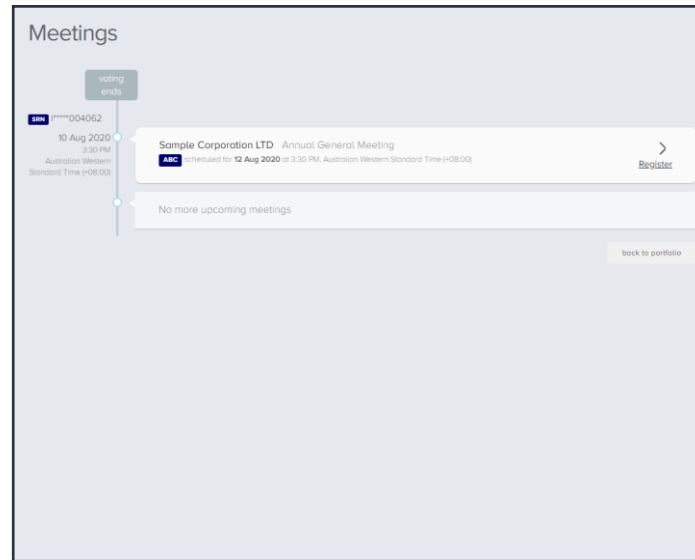 Meetings
voting
ends
SRN I*****004062
10 Aug 2020
3:30 PM
Australian Western
Standard Time (+08:00)
Sample Corporation LTD Annual General Meeting
ABC scheduled for 12 Aug 2020 at 3:30 PM, Australian Western Standard Time (+08:00)
Register
No more upcoming meetings
back to portfolio